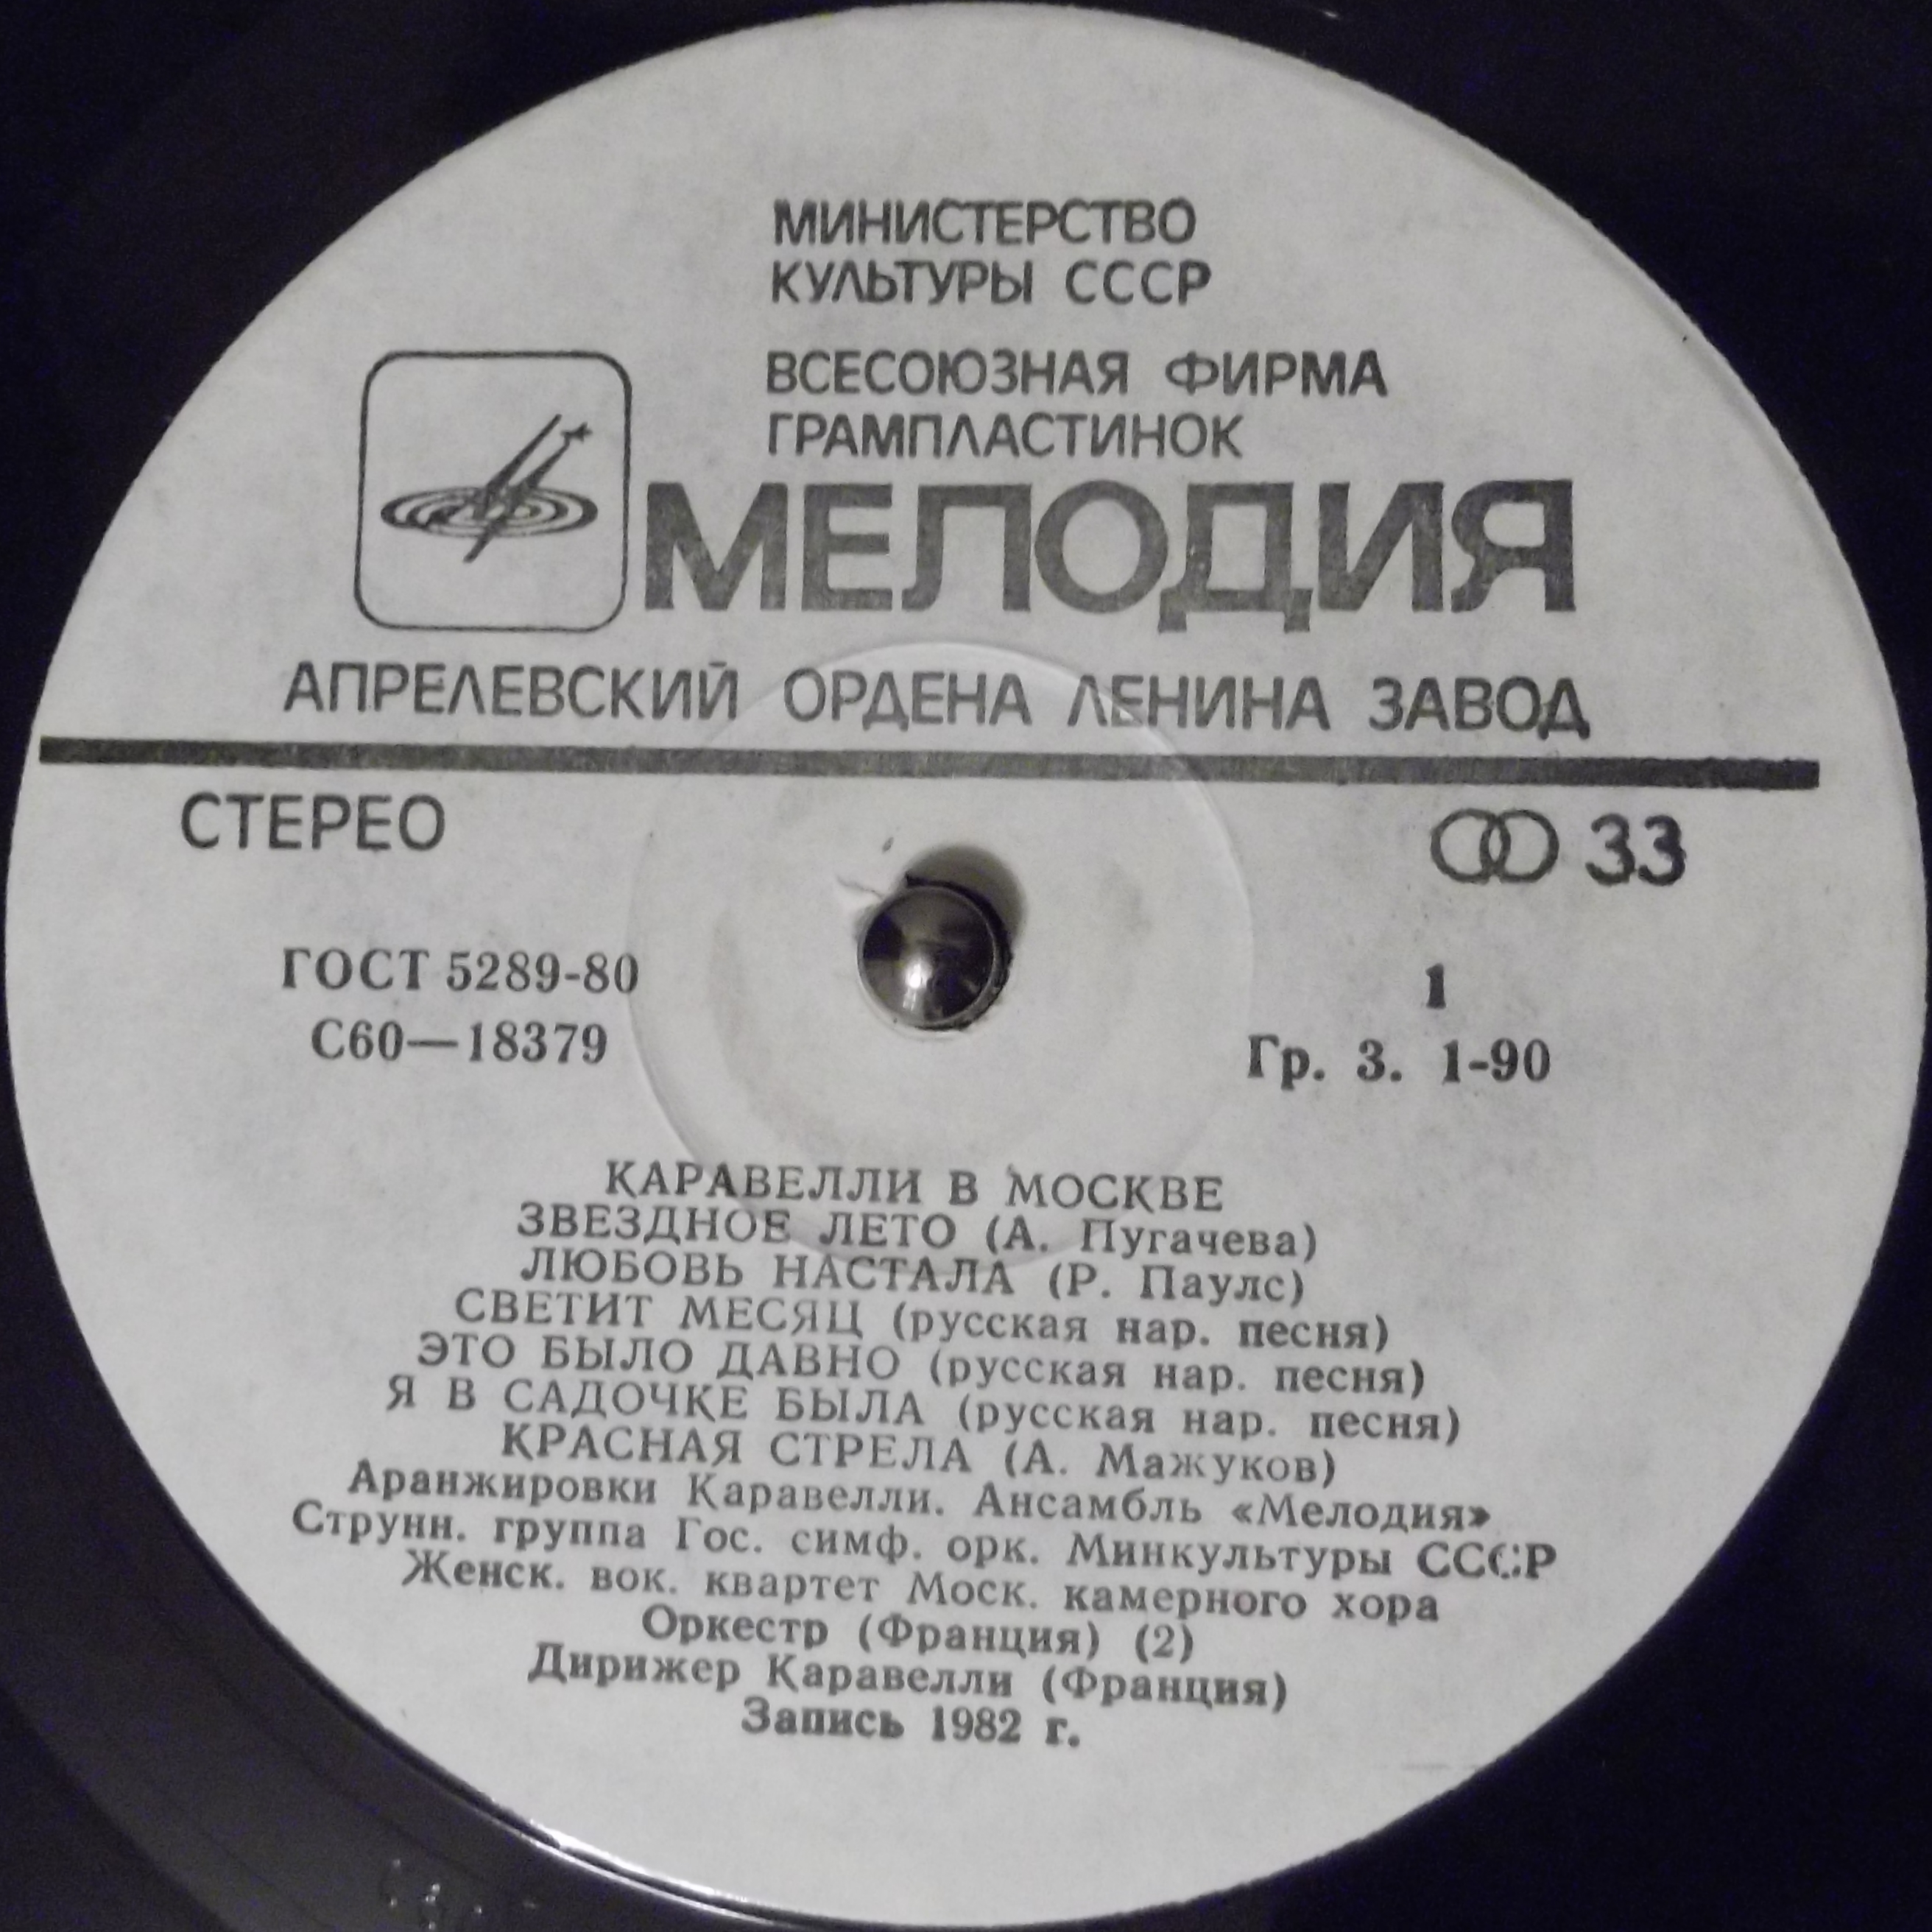 МИНИСТЕРСТВО
КУЛЬТУРЫ СССР
ВСЕСОЮЗНАЯ ФИРМА
ГРАМПЛАСТИНОК
МЕЛОДИЯ
АПРЕЛЕВСКИЙ ОРДЕНА ЛЕНИНА ЗАВОД
СТЕРЕО
33
ГОСТ 5289-80
1
С60—18379
Гр. 3. 1-90
КАРАВЕЛЛИ В МОСКВЕ
ЗВЕЗДНОЕ ЛЕТО (А. Пугачева)
ЛЮБОВЬ НАСТАЛА (Р. Паулс)
СВЕТИТ МЕСЯЦ (русская нар. песня)
ЭТО БЫЛО ДАВНО (русская нар. песня)
Я В САДОЧКЕ БЫЛА (русская нар. песня)
КРАСНАЯ СТРЕЛА (А. Мажуков)
Аранжировки Каравелли. Ансамбль «Мелодия»
Струнн. группа Гос. симф. орк. Минкультуры СССР
Женск. вок. квартет Моск. камерного хора
Оркестр (Франция) (2)
Дирижер Каравелли (Франция)
Запись 1982 г.